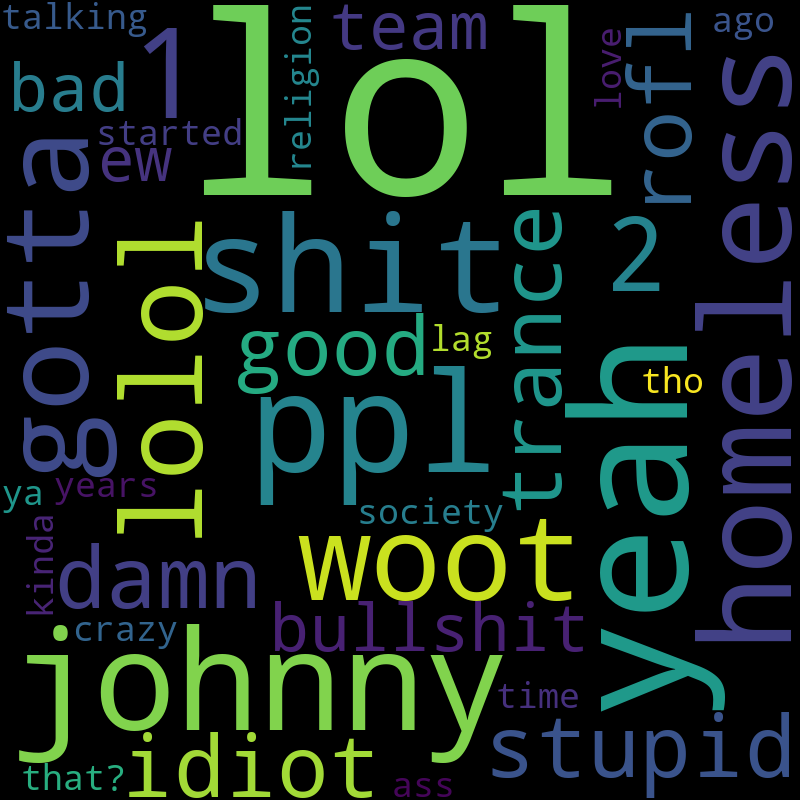 talking
team
ago
1
lol
religion
love
rofl
bad
started
ew
homeless
gotta
lolol
shit
trance
2
good
lag
yeah
tho
ppl
ya
years
society
kinda
damn
woot
crazy
bullshit
johnny
time
stupid
that?
idiot
ass